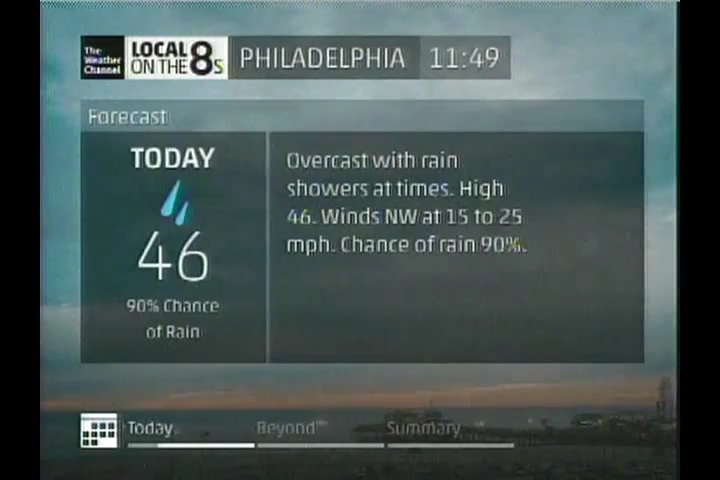 The Weather Channel
LOCAL ON THE 8s
PHILADELPHIA 11:49
Forecast
TODAY
46
90% Chance
of Rain
Overcast with rain
showers at times. High
46. Winds NW at 15 to 25
mph. Chance of rain 90%.
Today
Beyond
Summary